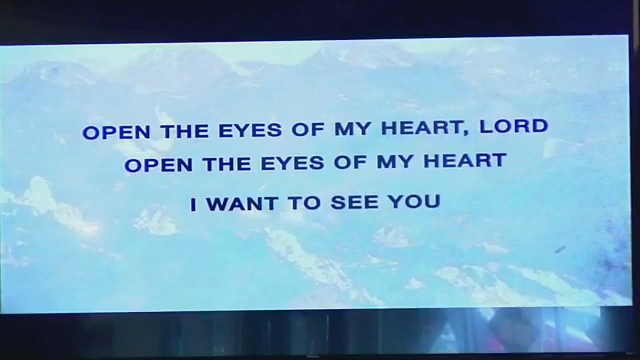 OPEN THE EYES OF MY HEART, LORD
OPEN THE EYES OF MY HEART
I WANT TO SEE YOU